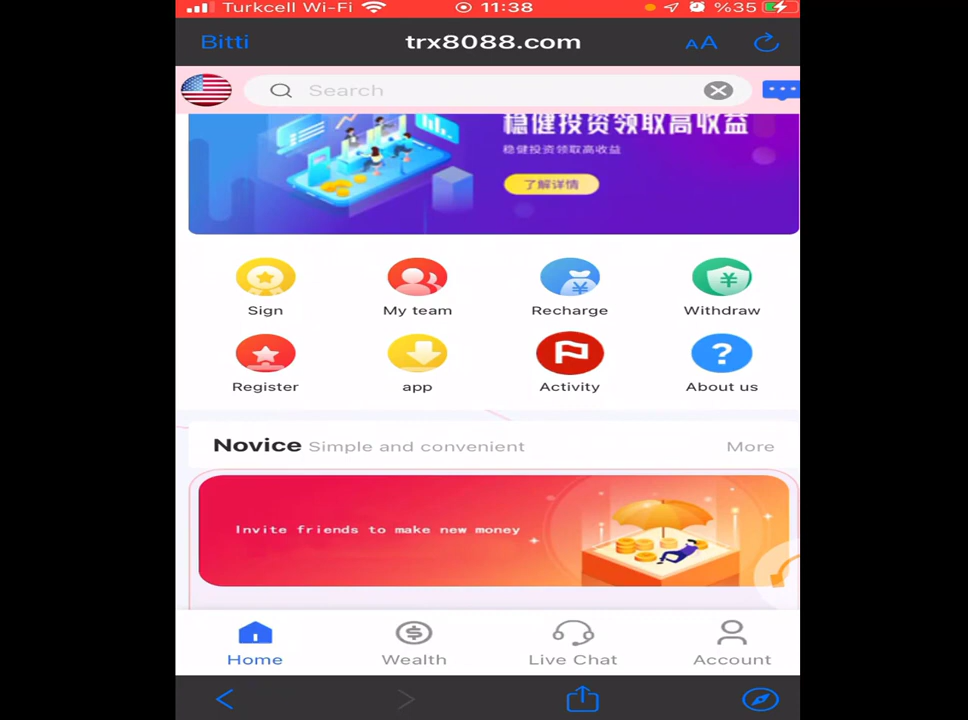 Turkcell Wi-Fi 11:38 %35
Bitti trx8088.com AA
Search
稳健投资领取高收益
稳健投资领取高收益
了解详情
Sign My team Recharge Withdraw
Register app Activity About us
Novice Simple and convenient More
Invite friends to make new money
Home Wealth Live Chat Account